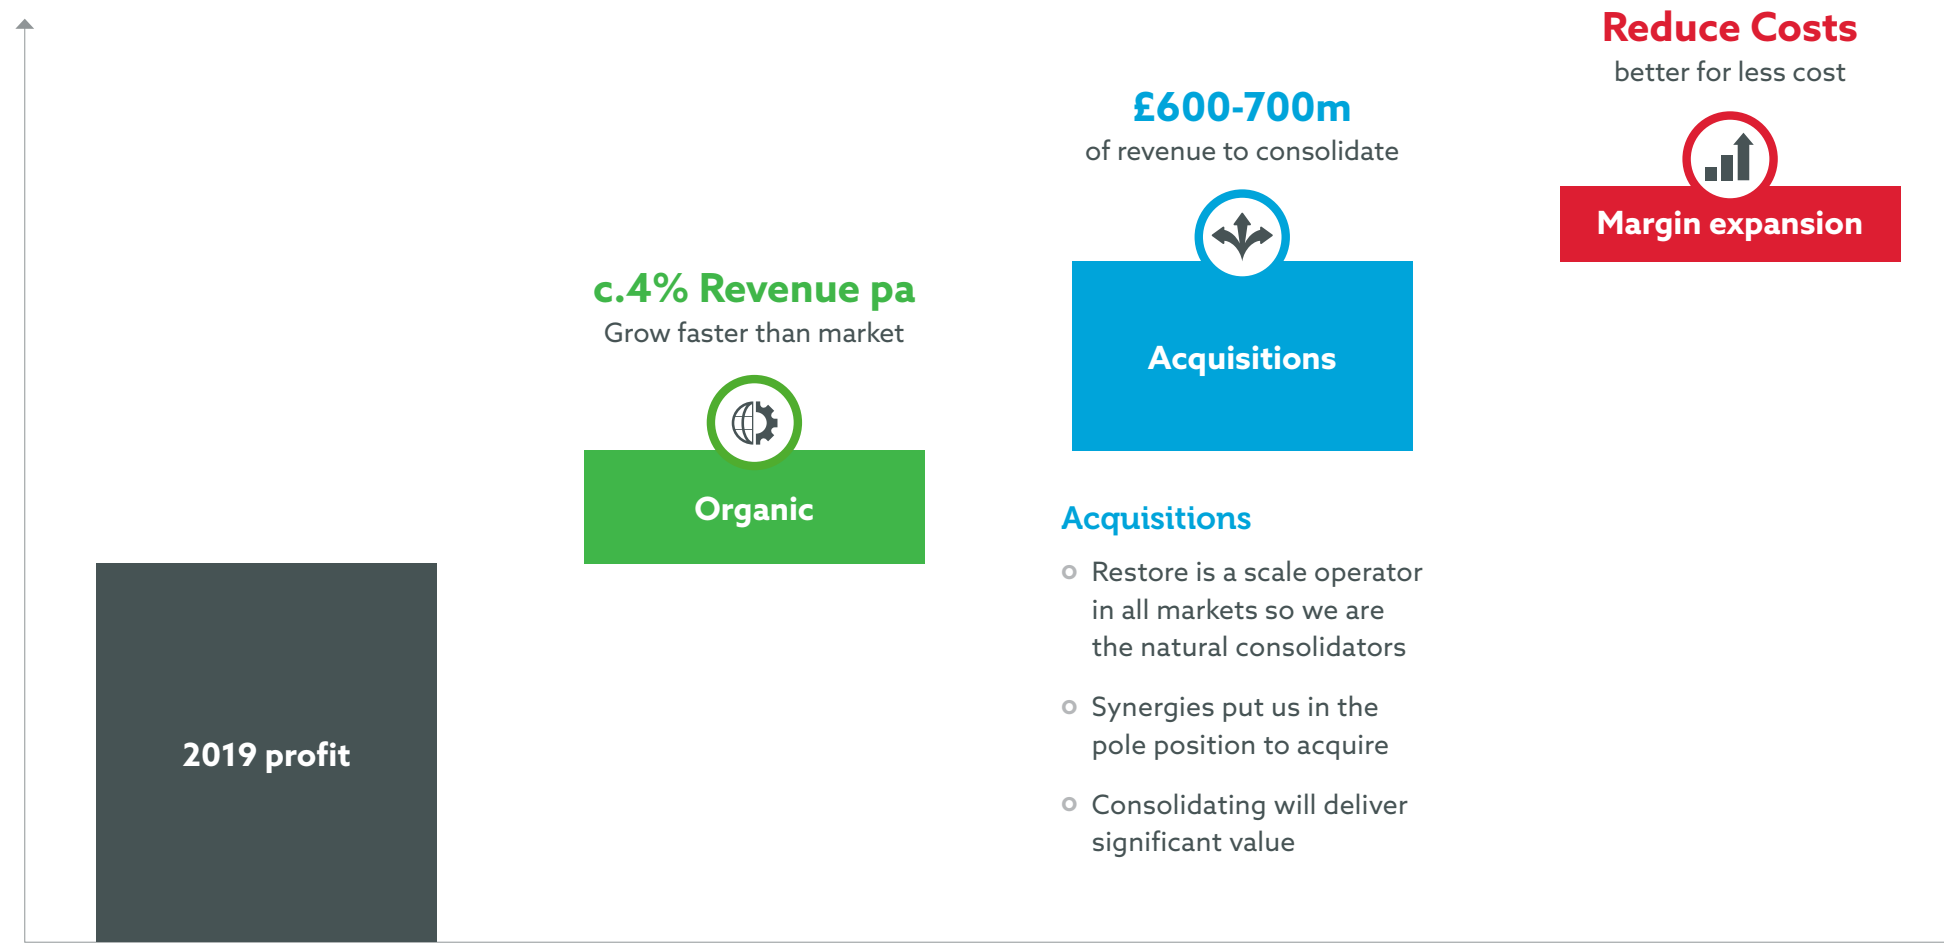 2019 profit
c.4% Revenue pa
Grow faster than market
Organic
£600-700m
of revenue to consolidate
Acquisitions
Acquisitions
Restore is a scale operator
in all markets so we are
the natural consolidators
Synergies put us in the
pole position to acquire
Consolidating will deliver
significant value
Reduce Costs
better for less cost
Margin expansion